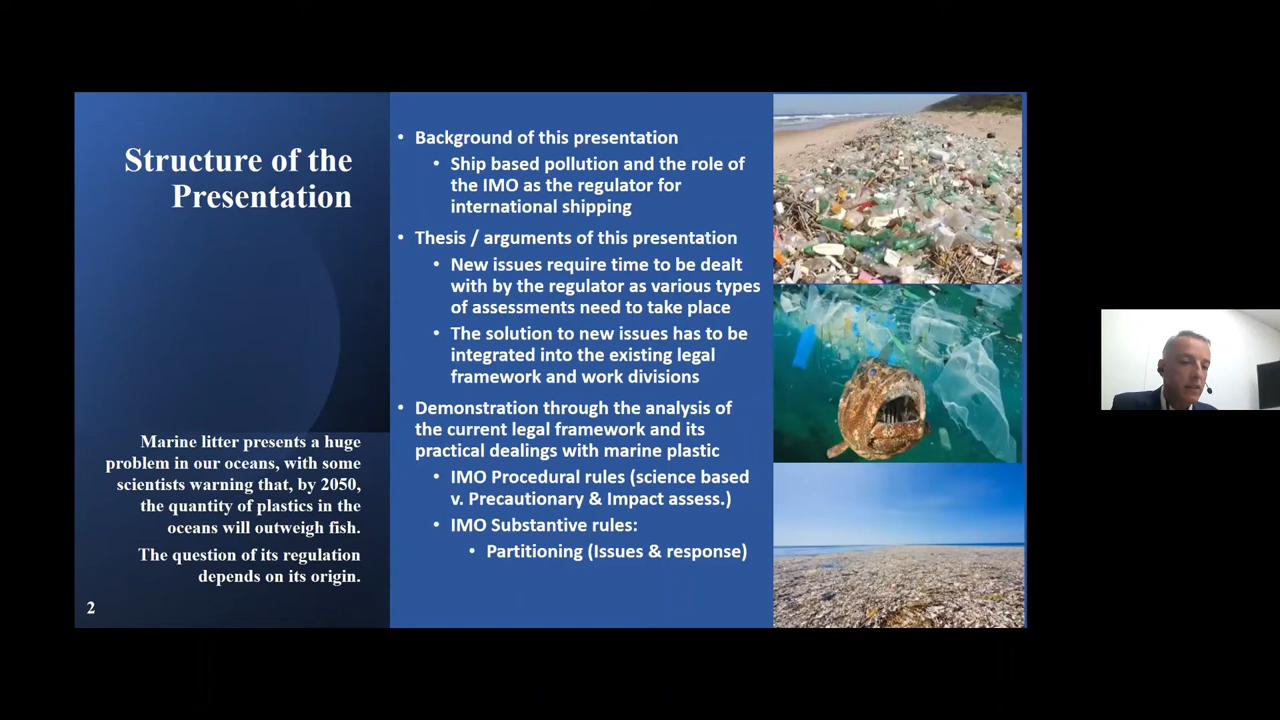 Structure of the
Presentation
Marine litter presents a huge
problem in our oceans, with some
scientists warning that, by 2050,
the quantity of plastics in the
oceans will outweigh fish.
The question of its regulation
depends on its origin.
2
• Background of this presentation
• Ship based pollution and the role of
the IMO as the regulator for
international shipping
• Thesis / arguments of this presentation
• New issues require time to be dealt
with by the regulator as various types
of assessments need to take place
• The solution to new issues has to be
integrated into the existing legal
framework and work divisions
• Demonstration through the analysis of
the current legal framework and its
practical dealings with marine plastic
• IMO Procedural rules (science based
v. Precautionary & Impact assess.)
• IMO Substantive rules:
• Partitioning (Issues & response)